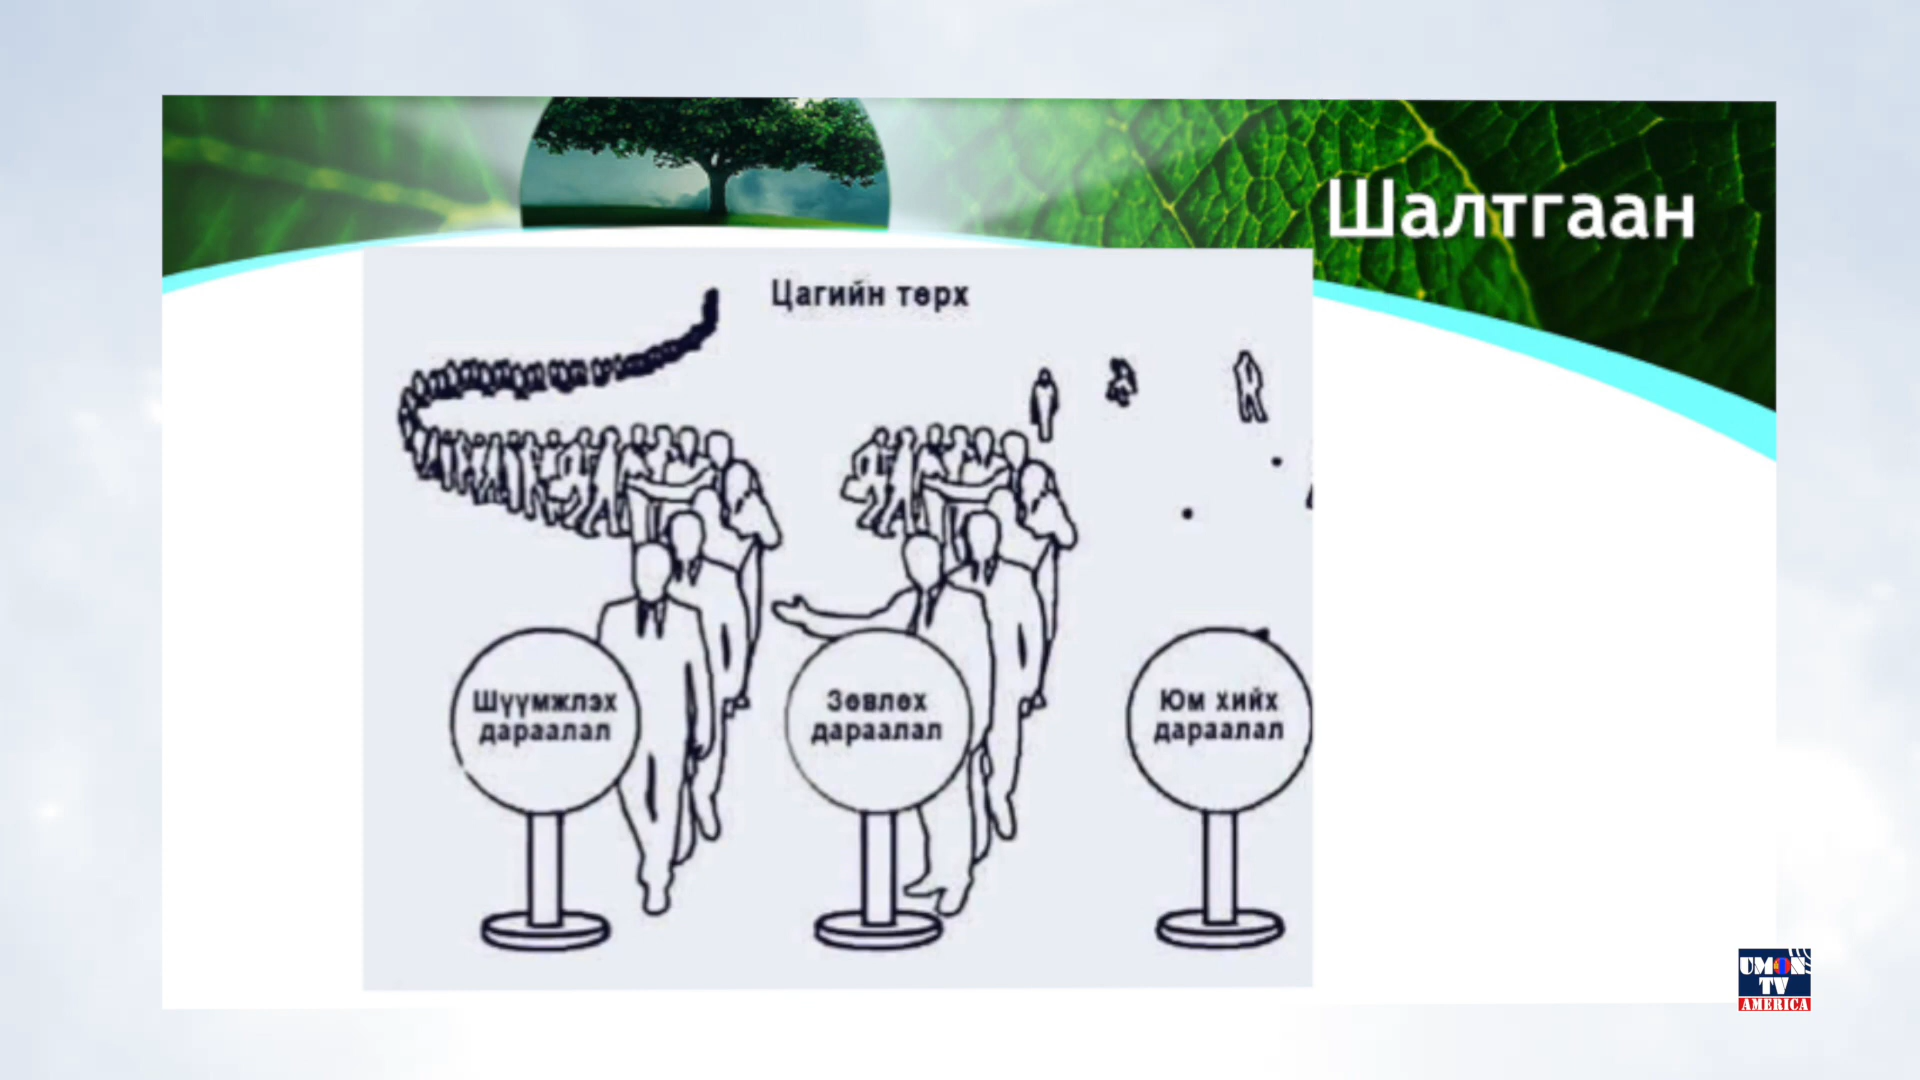 Шалтгаан
Цагийн төрх
Шүүмжлэх
дараалал
Зөвлөх
дараалал
Юм хийх
дараалал
UMON
TV
AMERICA